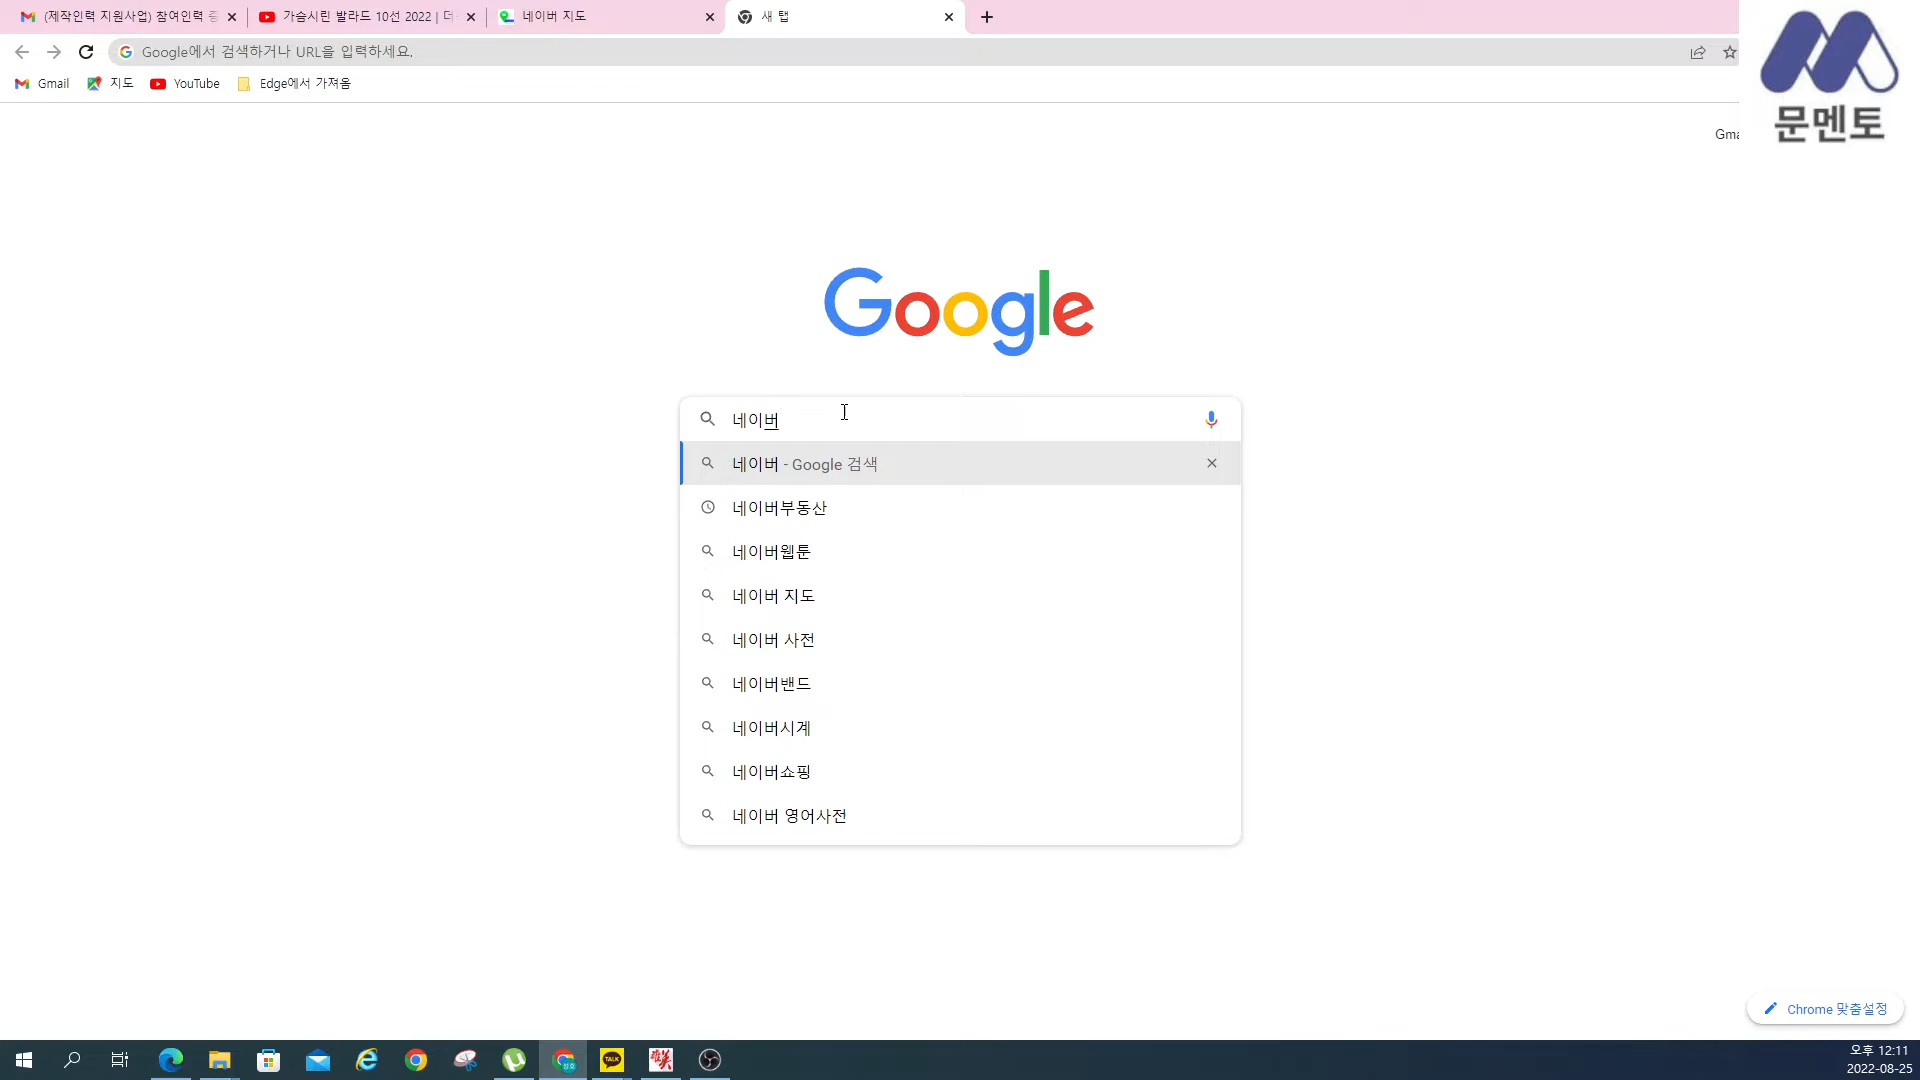 (제작인력 지원사업) 참여인력 중
가슴시린 발라드 10선 2022 | 더
네이버 지도
새 탭
Google에서 검색하거나 URL을 입력하세요.
Gmail
지도
YouTube
Edge에서 가져옴
문멘토
Gma
Google
네이버
네이버 - Google 검색
네이버부동산
네이버웹툰
네이버 지도
네이버 사전
네이버밴드
네이버시계
네이버쇼핑
네이버 영어사전
Chrome 맞춤설정
TALK
오후 12:11
2022-08-25